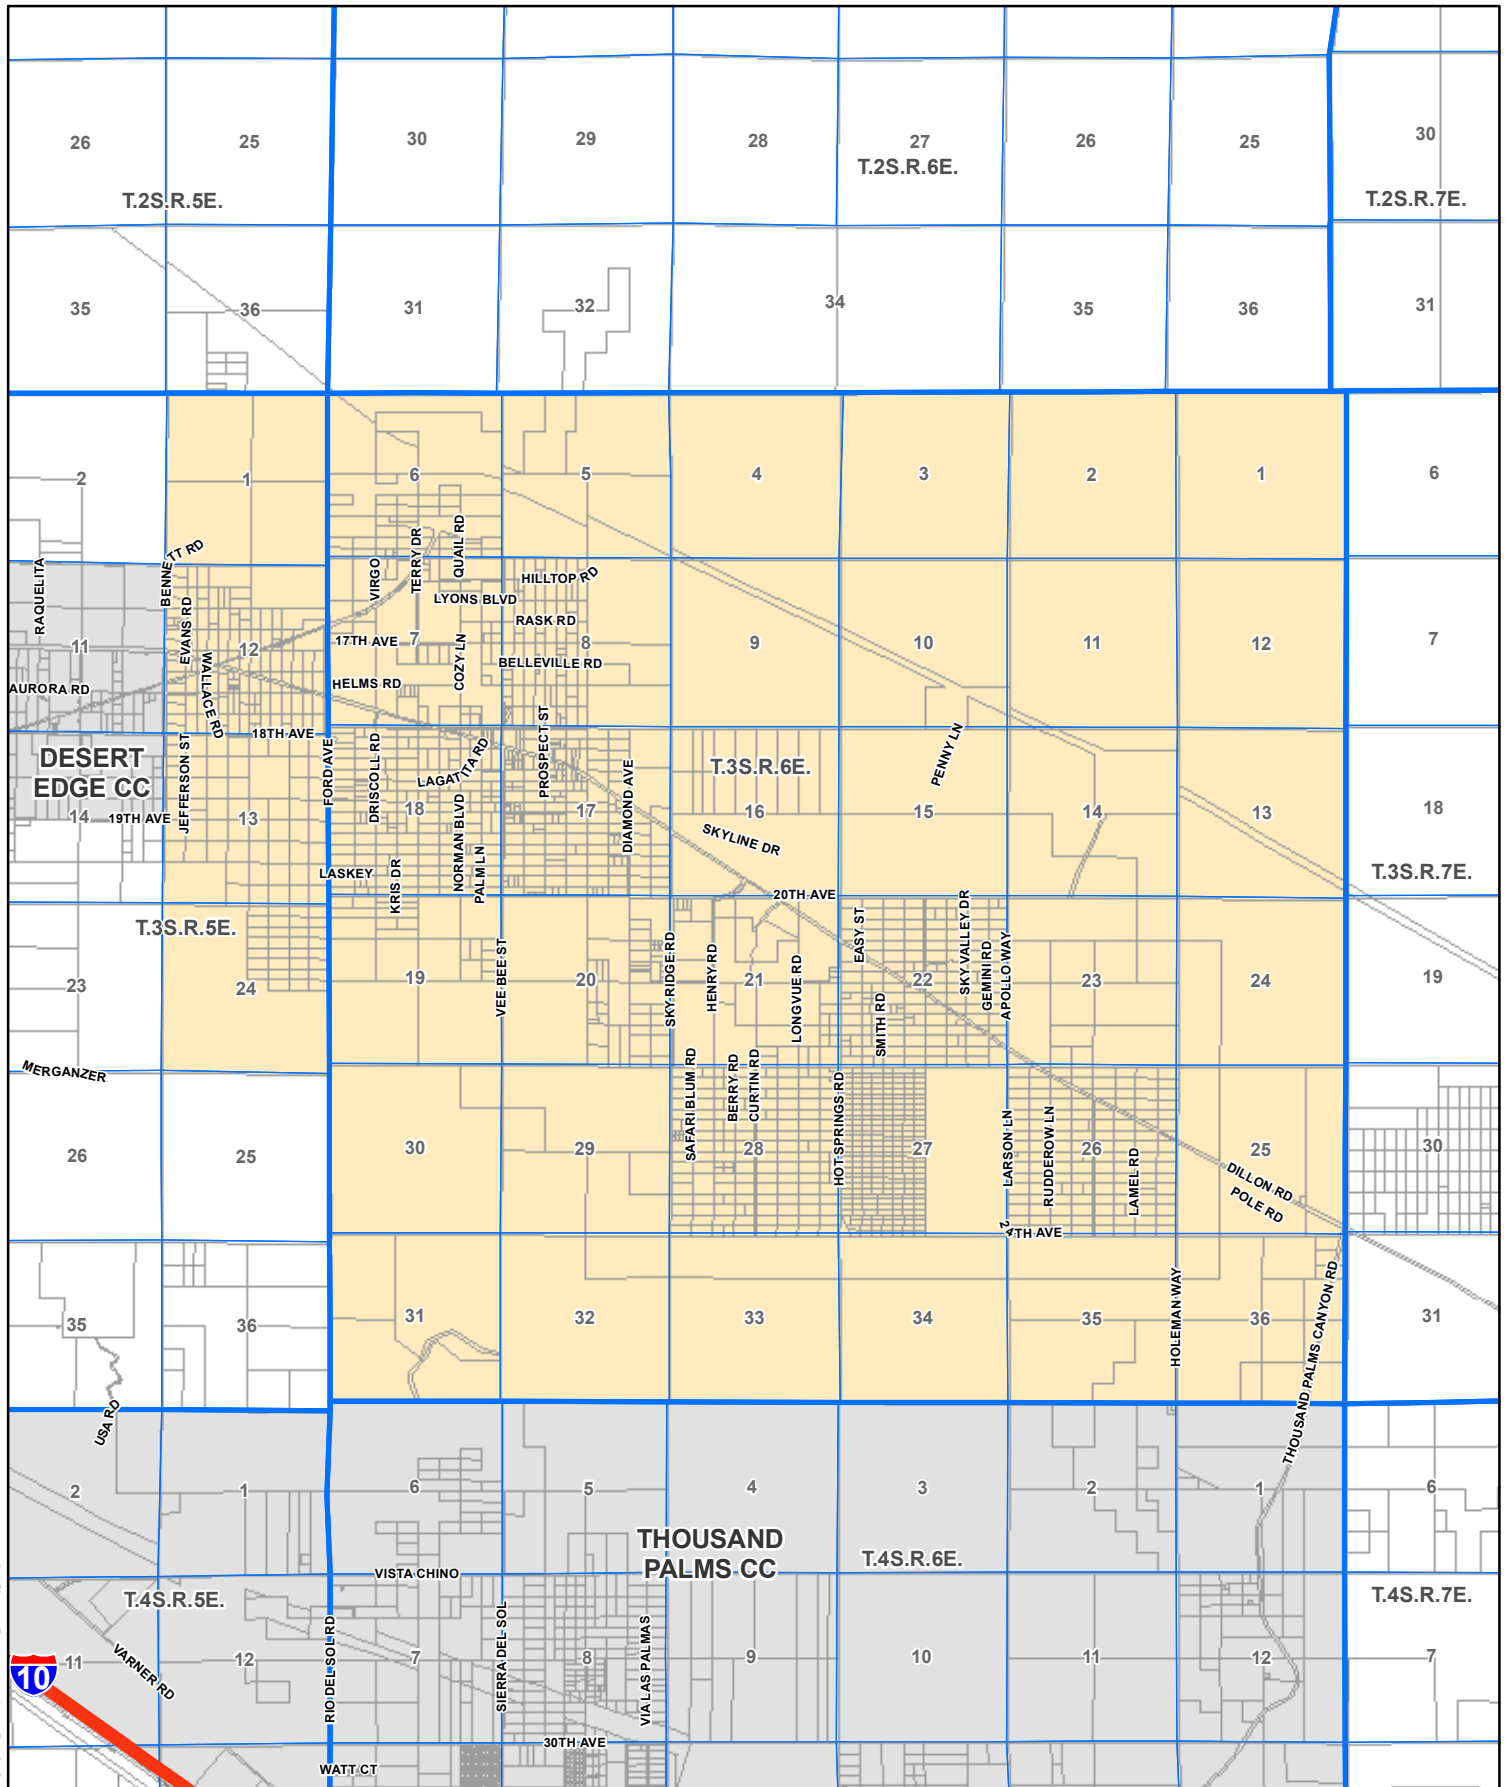 26
25
30
29
28
27
26
25
30
T.2S.R.5E.
T.2S.R.6E.
T.2S.R.7E.
35
36
31
32
34
35
36
31
2
1
6
5
4
3
2
1
6
RAQUELITA
BENNETT RD
EVANS RD
WALLACE RD
VIRGO
TERRY DR
QUAIL RD
HILLTOP RD
LYONS BLVD
RASK RD
17TH AVE
COZY LN
BELLEVILLE RD
HELMS RD
AURORA RD
11
12
7
8
9
10
11
12
7
DESERT
EDGE CC
18TH AVE
JEFFERSON ST
19TH AVE
FORD AVE
DRISCOLL RD
LAGATITA RD
PROSPECT ST
DIAMOND AVE
NORMAN BLVD
PALM LN
KRIS DR
LASKEY
T.3S.R.6E.
PENNY LN
SKYLINE DR
20TH AVE
14
13
18
17
16
15
14
13
18
T.3S.R.7E.
T.3S.R.5E.
VEE BEE ST
SKY RIDGE RD
HENRY RD
LONGVUE RD
EASY ST
SMITH RD
SKY VALLEY DR
GEMINI RD
APOLLO WAY
23
24
19
20
21
22
23
24
19
MERGANZER
SAFARI BLUM RD
BERRY RD
CURTIN RD
HOT SPRINGS RD
LARSON LN
RUDDEROW LN
LAMEL RD
DILLON RD
POLE RD
24TH AVE
26
25
30
29
28
27
26
25
30
35
36
31
32
33
34
35
36
31
HOLEMAN WAY
THOUSAND PALMS CANYON RD
USA RD
2
1
6
5
4
3
2
1
6
THOUSAND
PALMS CC
T.4S.R.6E.
VISTA CHINO
T.4S.R.5E.
T.4S.R.7E.
VARNER RD
RIO DEL SOL RD
SIERRA DEL SOL
VIA LAS PALMAS
10
11
12
7
8
9
10
11
12
7
30TH AVE
WATT CT